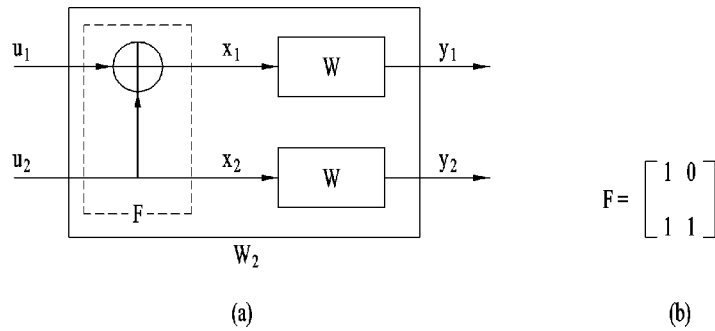 u₁ x₁ W y₁
u₂ x₂ W y₂
F
W₂
F = [ 1 0
1 1 ]
(a) (b)